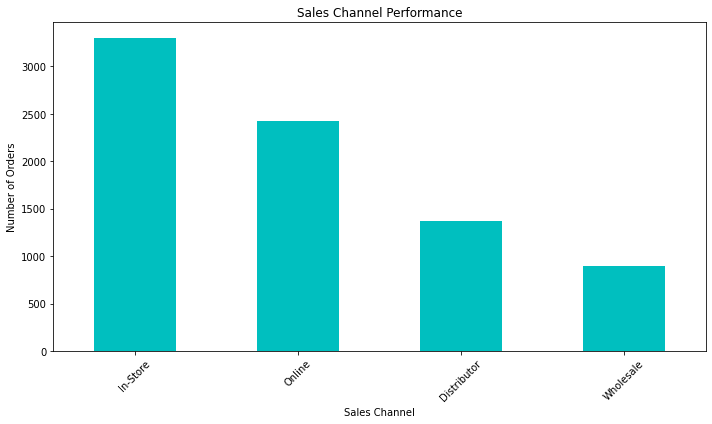 Sales Channel Performance
Number of Orders
3000
2500
2000
1500
1000
500
0
In-Store
Online
Distributor
Wholesale
Sales Channel